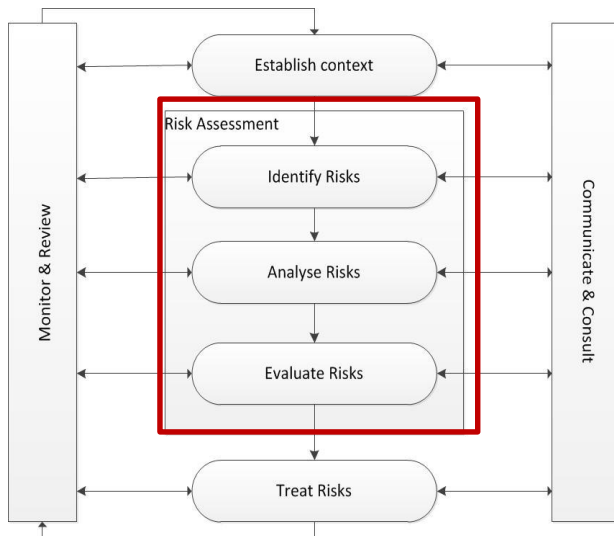 Establish context
Risk Assessment
Identify Risks
Analyse Risks
Evaluate Risks
Treat Risks
Monitor & Review
Communicate & Consult